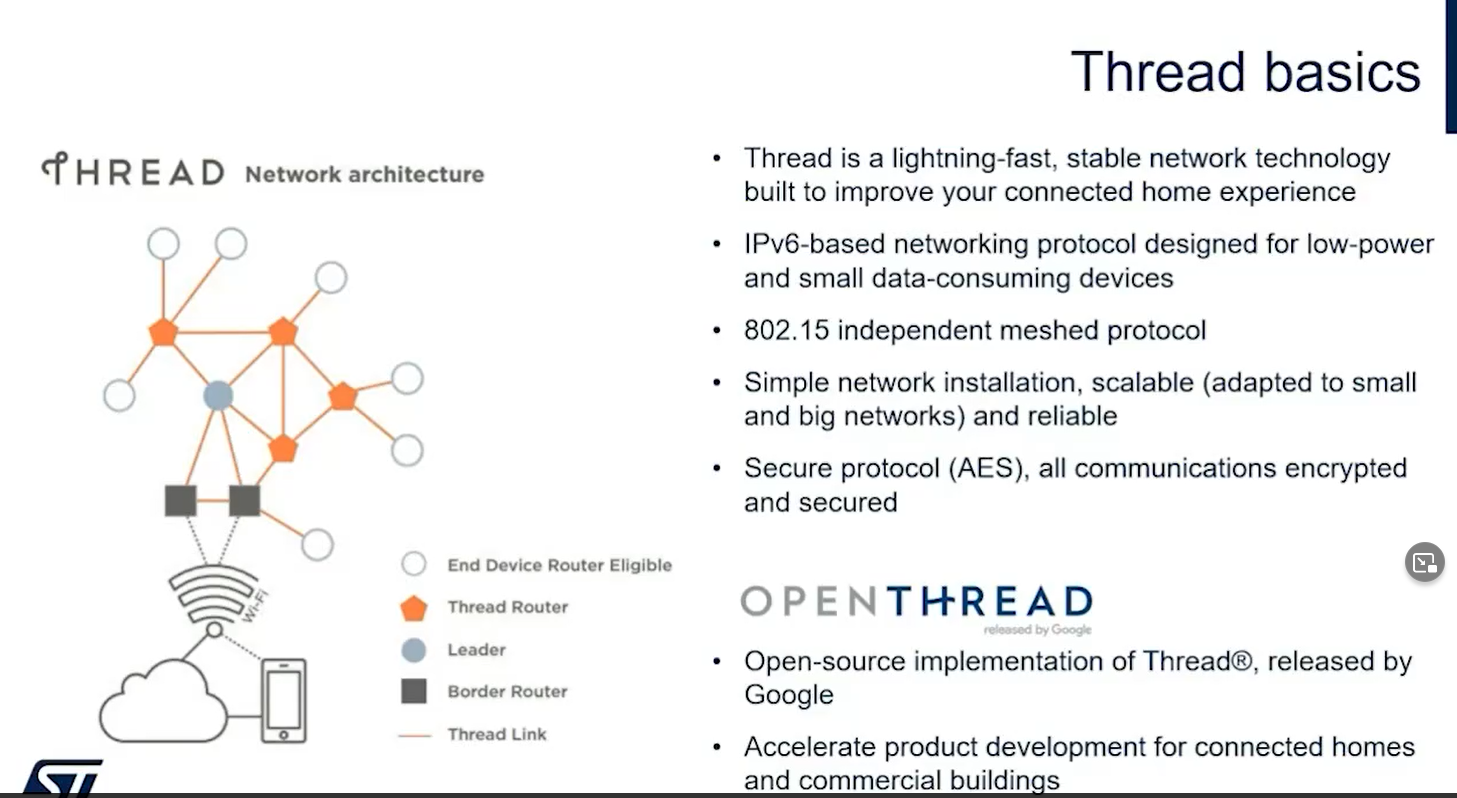 Thread basics
THREAD Network architecture
Wi-Fi
End Device Router Eligible
Thread Router
Leader
Border Router
Thread Link
• Thread is a lightning-fast, stable network technology
built to improve your connected home experience
• IPv6-based networking protocol designed for low-power
and small data-consuming devices
• 802.15 independent meshed protocol
• Simple network installation, scalable (adapted to small
and big networks) and reliable
• Secure protocol (AES), all communications encrypted
and secured
OPENTHREAD
released by Google
• Open-source implementation of Thread®, released by
Google
• Accelerate product development for connected homes
and commercial buildings
ST